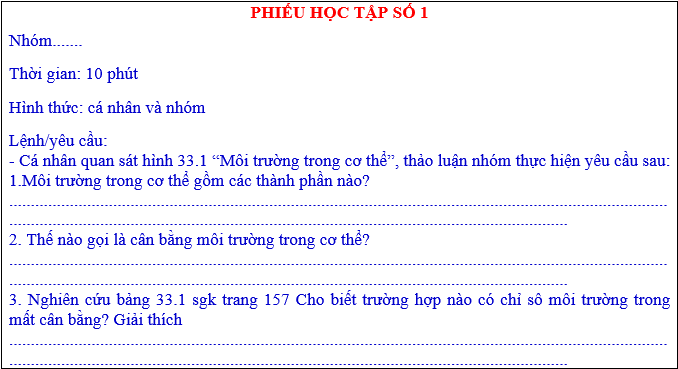 PHIẾU HỌC TẬP SỐ 1
Nhóm.......
Thời gian: 10 phút
Hình thức: cá nhân và nhóm
Lệnh/yêu cầu:
- Cá nhân quan sát hình 33.1 “Môi trường trong cơ thể”, thảo luận nhóm thực hiện yêu cầu sau:
1.Môi trường trong cơ thể gồm các thành phần nào?
2. Thế nào gọi là cân bằng môi trường trong cơ thể?
3. Nghiên cứu bảng 33.1 sgk trang 157 Cho biết trường hợp nào có chỉ sô môi trường trong
mất cân bằng? Giải thích